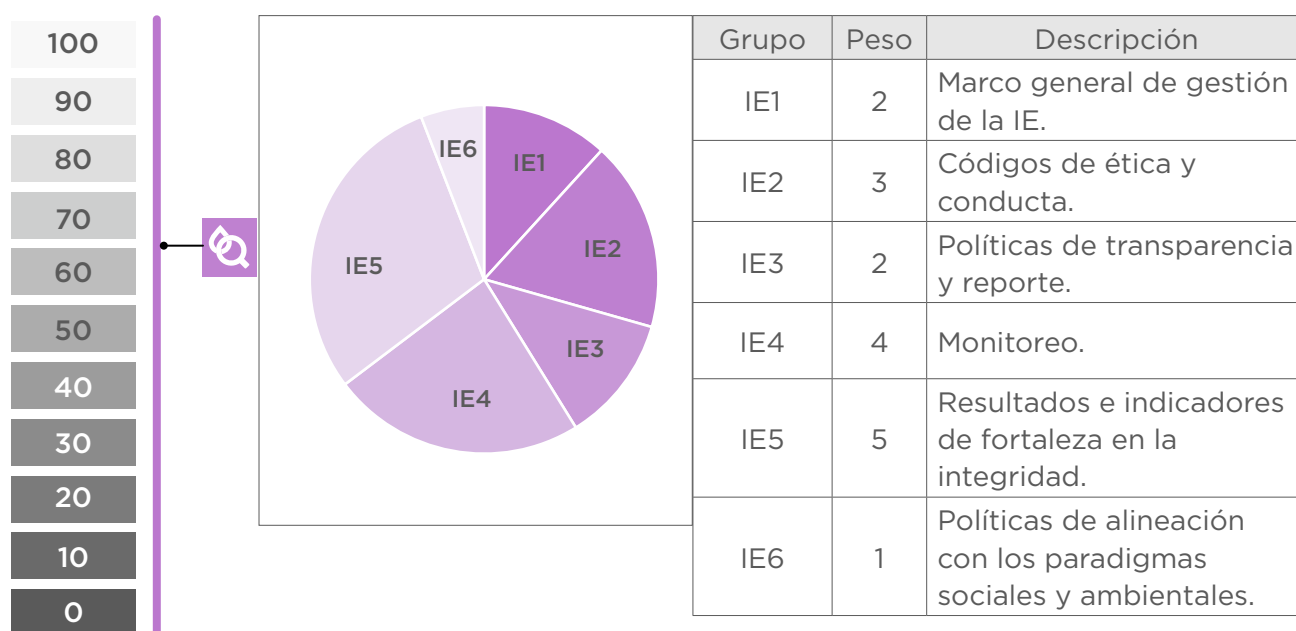 100
90
80
70
60
50
40
30
20
10
0
IE1
IE2
IE3
IE4
IE5
IE6
Grupo Peso Descripción
IE1 2 Marco general de gestión
de la IE.
IE2 3 Códigos de ética y
conducta.
IE3 2 Políticas de transparencia
y reporte.
IE4 4 Monitoreo.
IE5 5 Resultados e indicadores
de fortaleza en la
integridad.
IE6 1 Políticas de alineación
con los paradigmas
sociales y ambientales.